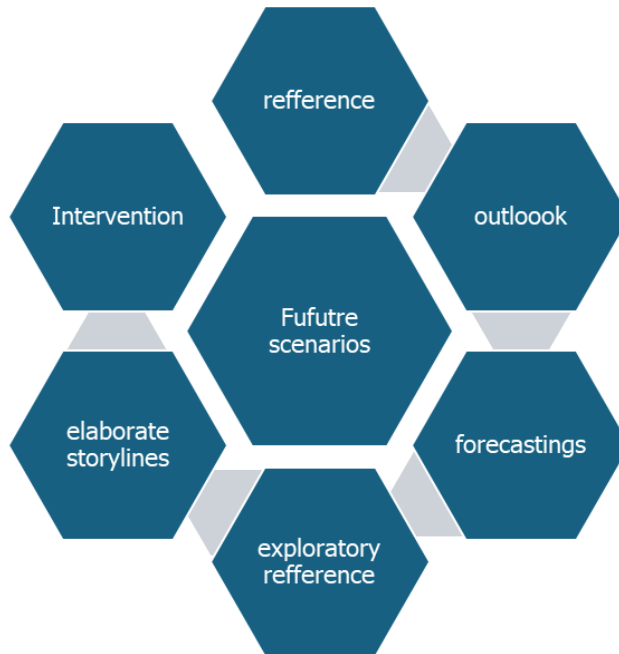 refference
Intervention
outloook
Fufutre
scenarios
elaborate
storylines
forecastings
exploratory
refference